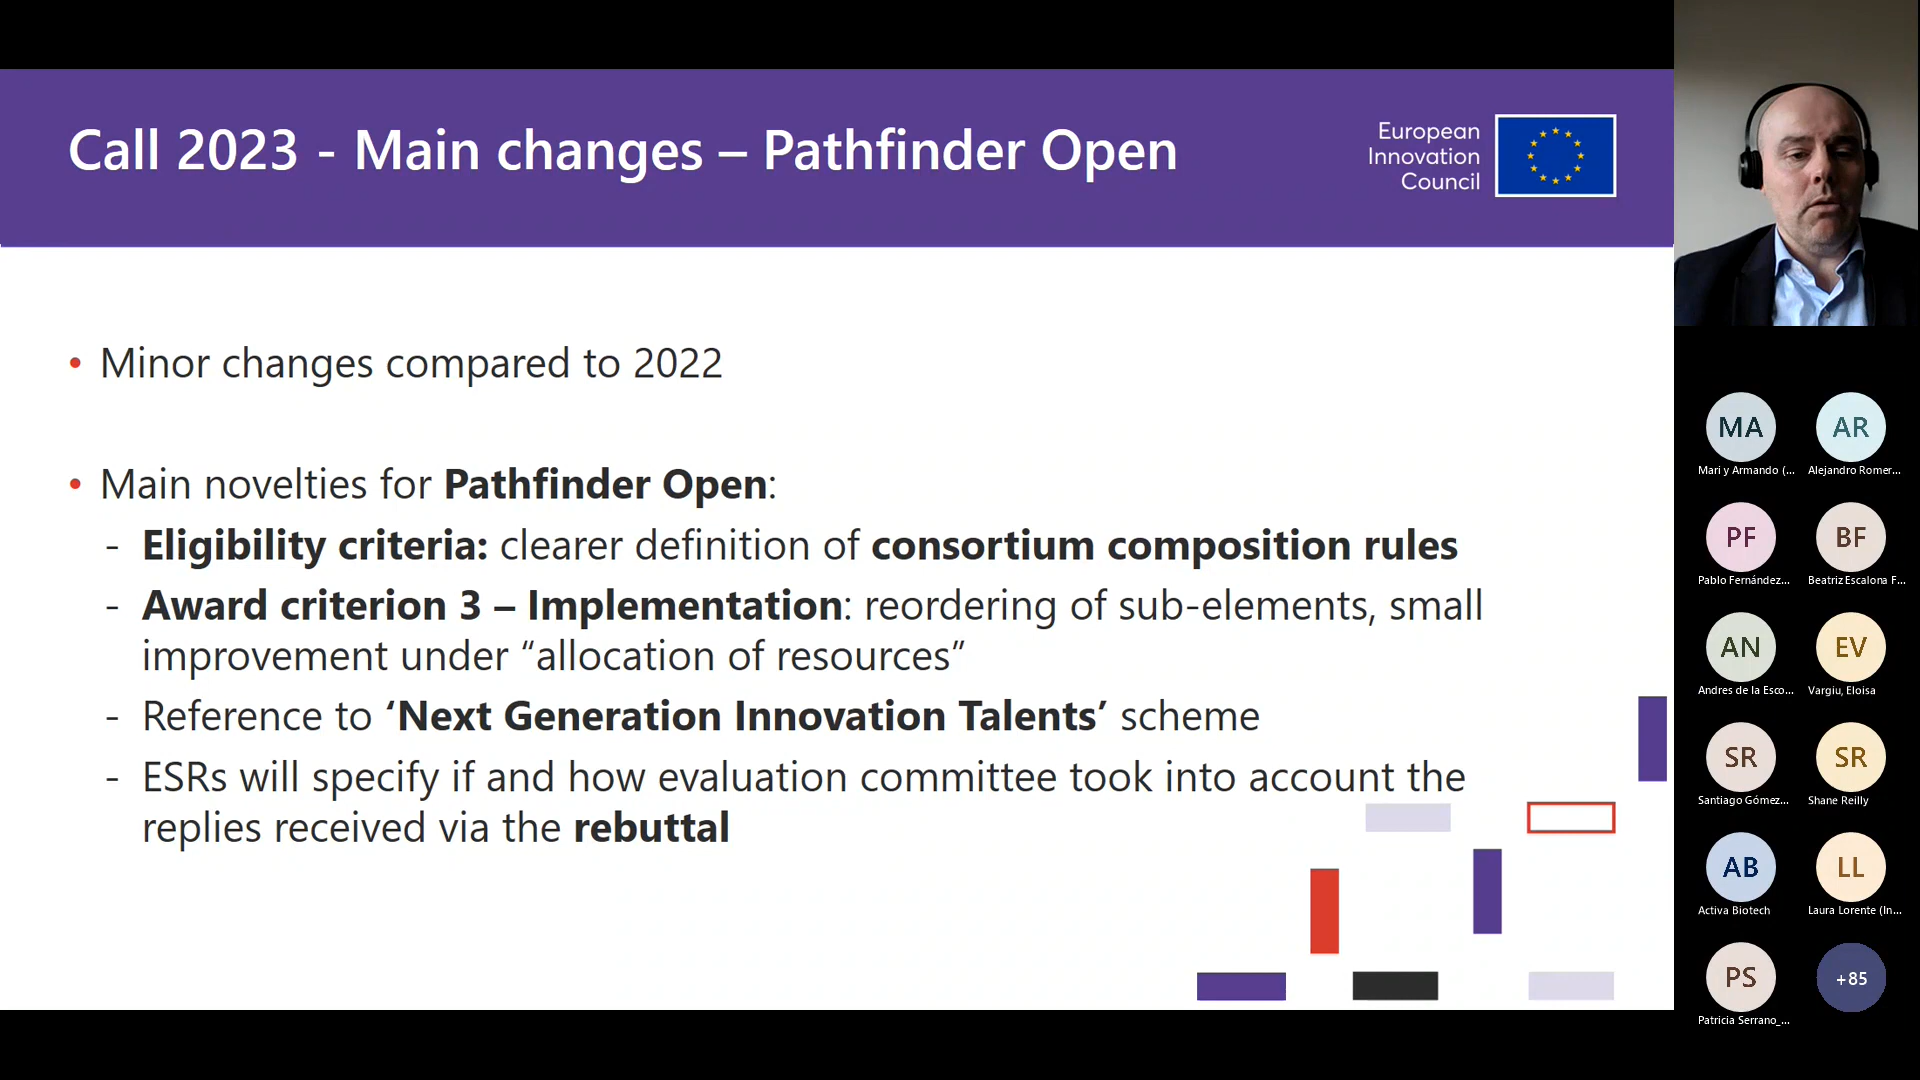 Call 2023 - Main changes – Pathfinder Open
European
Innovation
Council
• Minor changes compared to 2022
• Main novelties for Pathfinder Open:
- Eligibility criteria: clearer definition of consortium composition rules
- Award criterion 3 – Implementation: reordering of sub-elements, small
improvement under “allocation of resources”
- Reference to ‘Next Generation Innovation Talents’ scheme
- ESRs will specify if and how evaluation committee took into account the
replies received via the rebuttal
MA
Mari y Armando (...
AR
Alejandro Romer...
PF
Pablo Fernández...
BF
Beatriz Escalona F...
AN
Andres de la Esco...
EV
Vargiu, Eloisa
SR
Santiago Gómez...
SR
Shane Reilly
AB
Activa Biotech
LL
Laura Lorente (In...
PS
Patricia Serrano_...
+85